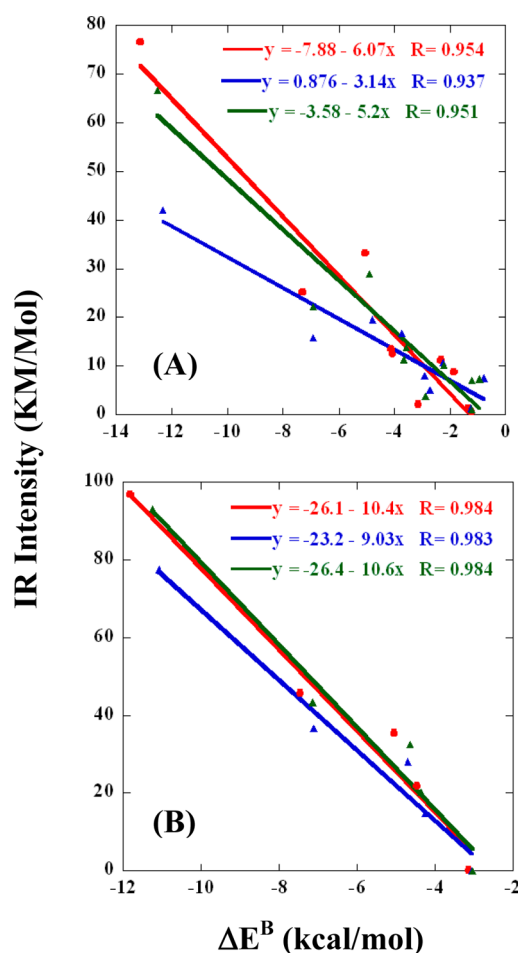 80
70
60
50
40
30
20
10
0
y = -7.88 - 6.07x R= 0.954
y = 0.876 - 3.14x R= 0.937
y = -3.58 - 5.2x R= 0.951
(A)
-14 -12 -10 -8 -6 -4 -2 0
IR Intensity (KM/Mol)
100
80
60
40
20
0
y = -26.1 - 10.4x R= 0.984
y = -23.2 - 9.03x R= 0.983
y = -26.4 - 10.6x R= 0.984
(B)
-12 -10 -8 -6 -4 -2
ΔE^B (kcal/mol)